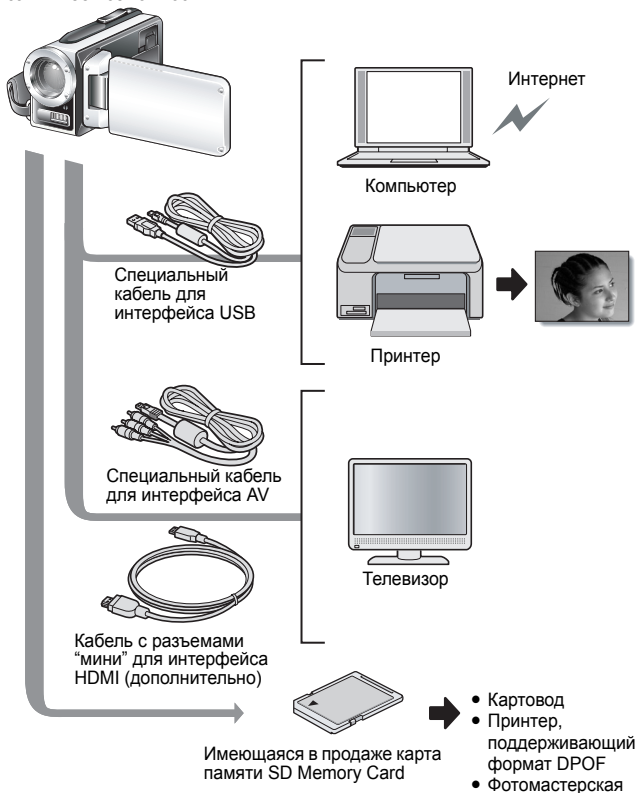 Интернет
Компьютер
Специальный
кабель для
интерфейса USB
Принтер
Специальный кабель
для интерфейса AV
Телевизор
Кабель с разъемами
“мини” для интерфейса
HDMI (дополнительно)
Имеющаяся в продаже карта
памяти SD Memory Card
• Картовод
• Принтер,
поддерживающий
формат DPOF
• Фотомастерская